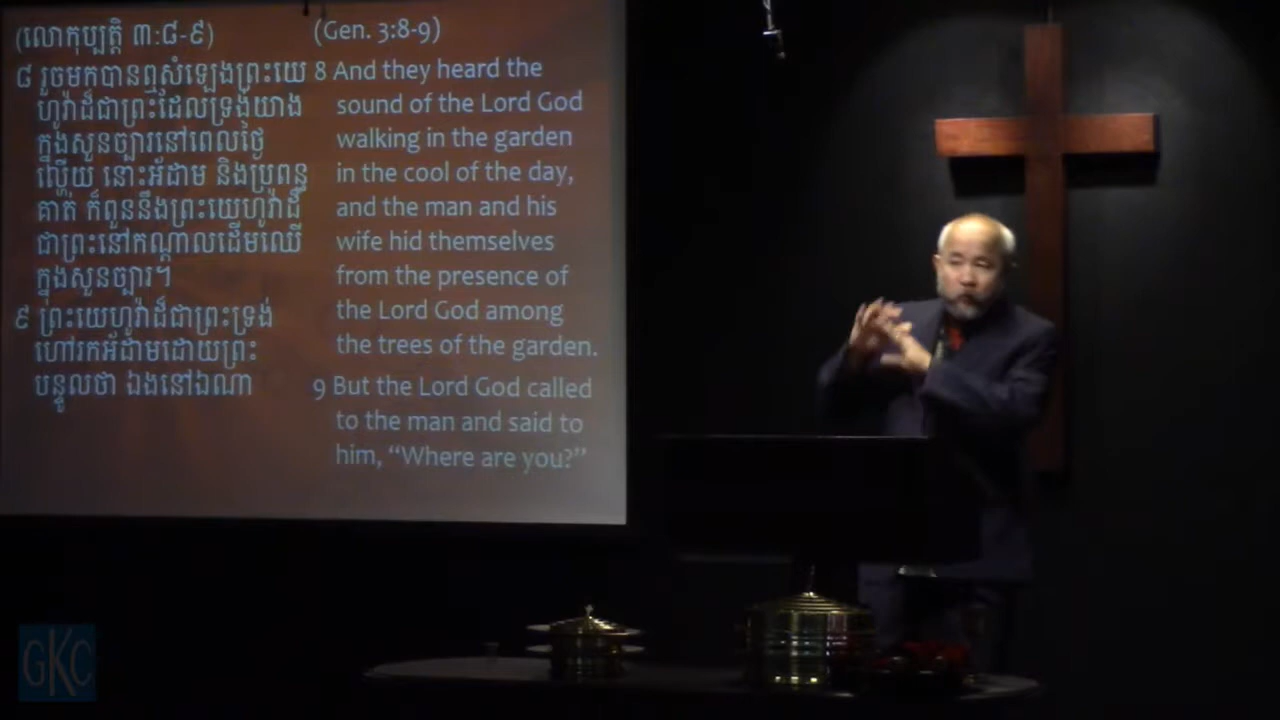 (លោកុប្បត្តិ ៣:៨-៩)
៨ រួចមកបានឮសំឡេងព្រះយេ
ហូវ៉ាដ៏ជាព្រះដែលទ្រង់យាង
ក្នុងសួនច្បារនៅពេលថ្ងៃ
ល្ហើយ នោះអ័ដាម និងប្រពន្ធ
គាត់ ក៏ពួននឹងព្រះយេហូវ៉ាដ៏
ជាព្រះនៅកណ្តាលដើមឈើ
ក្នុងសួនច្បារ។
៩ ព្រះយេហូវ៉ាដ៏ជាព្រះទ្រង់
ហៅរកអ័ដាមដោយព្រះ
បន្ទូលថា ឯងនៅឯណា
(Gen. 3:8-9)
8 And they heard the
sound of the Lord God
walking in the garden
in the cool of the day,
and the man and his
wife hid themselves
from the presence of
the Lord God among
the trees of the garden.
9 But the Lord God called
to the man and said to
him, “Where are you?”
GKC